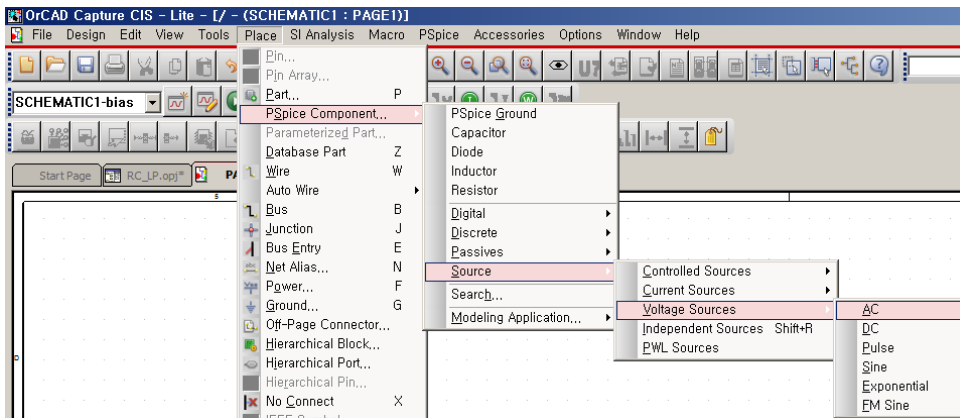 OrCAD Capture CIS - Lite - [/ - (SCHEMATIC1 : PAGE1)]
File Design Edit View Tools Place SI Analysis Macro PSpice Accessories Options Window Help
SCHEMATIC1-bias
Start Page RC_LP.opj* PA
5
Pin...
Pin Array...
Part... P
PSpice Component...
Parameterized Part...
Database Part Z
Wire W
Auto Wire
Bus B
Junction J
Bus Entry E
Net Alias... N
Power... F
Ground... G
Off-Page Connector...
Hierarchical Block...
Hierarchical Port...
Hierarchical Pin...
No Connect X
PSpice Ground
Capacitor
Diode
Inductor
Resistor
Digital
Discrete
Passives
Source
Search...
Modeling Application...
Controlled Sources
Current Sources
Voltage Sources
Independent Sources Shift+R
PWL Sources
AC
DC
Pulse
Sine
Exponential
FM Sine